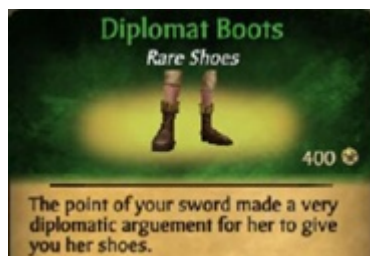 Diplomat Boots
Rare Shoes
400
The point of your sword made a very
diplomatic arguement for her to give
you her shoes.